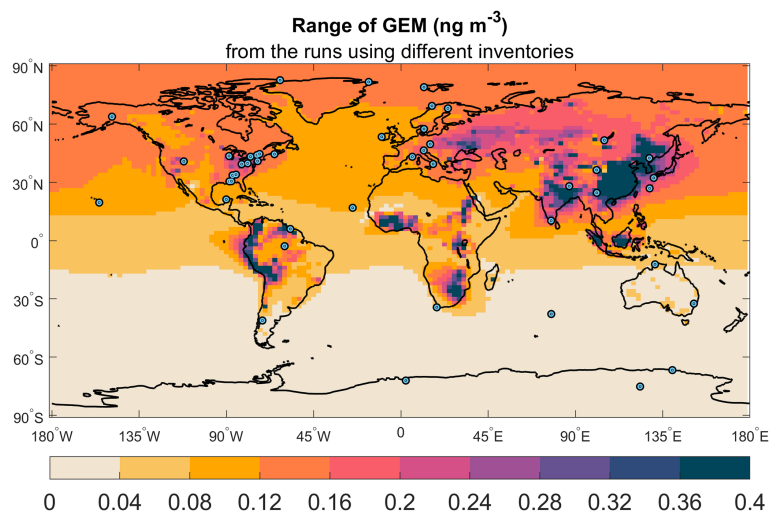 Range of GEM (ng m-3)
from the runs using different inventories
90°N
60°N
30°N
0°
30°S
60°S
90°S
180°W 135°W 90°W 45°W 0 45°E 90°E 135°E 180°E
0 0.04 0.08 0.12 0.16 0.2 0.24 0.28 0.32 0.36 0.4